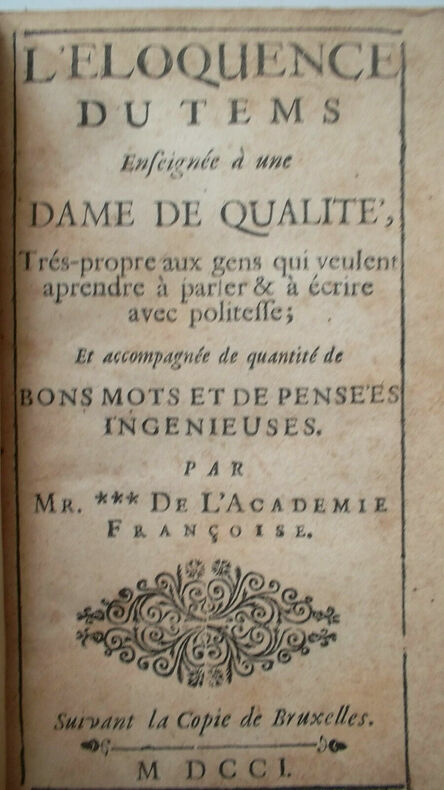 L'ELOQUENCE
DU TEMS
Enſeignée à une
DAME DE QUALITE',
Trés-propre aux gens qui veulent
aprendre à parler & à écrire
avec politeſſe;
Et accompagnée de quantité de
BONS MOTS ET DE PENSE'ES
INGENIEUSES.
PAR
MR. *** DE L'ACADEMIE
FRANÇOISE.
Suivant la Copie de Bruxelles.
M DCCI.